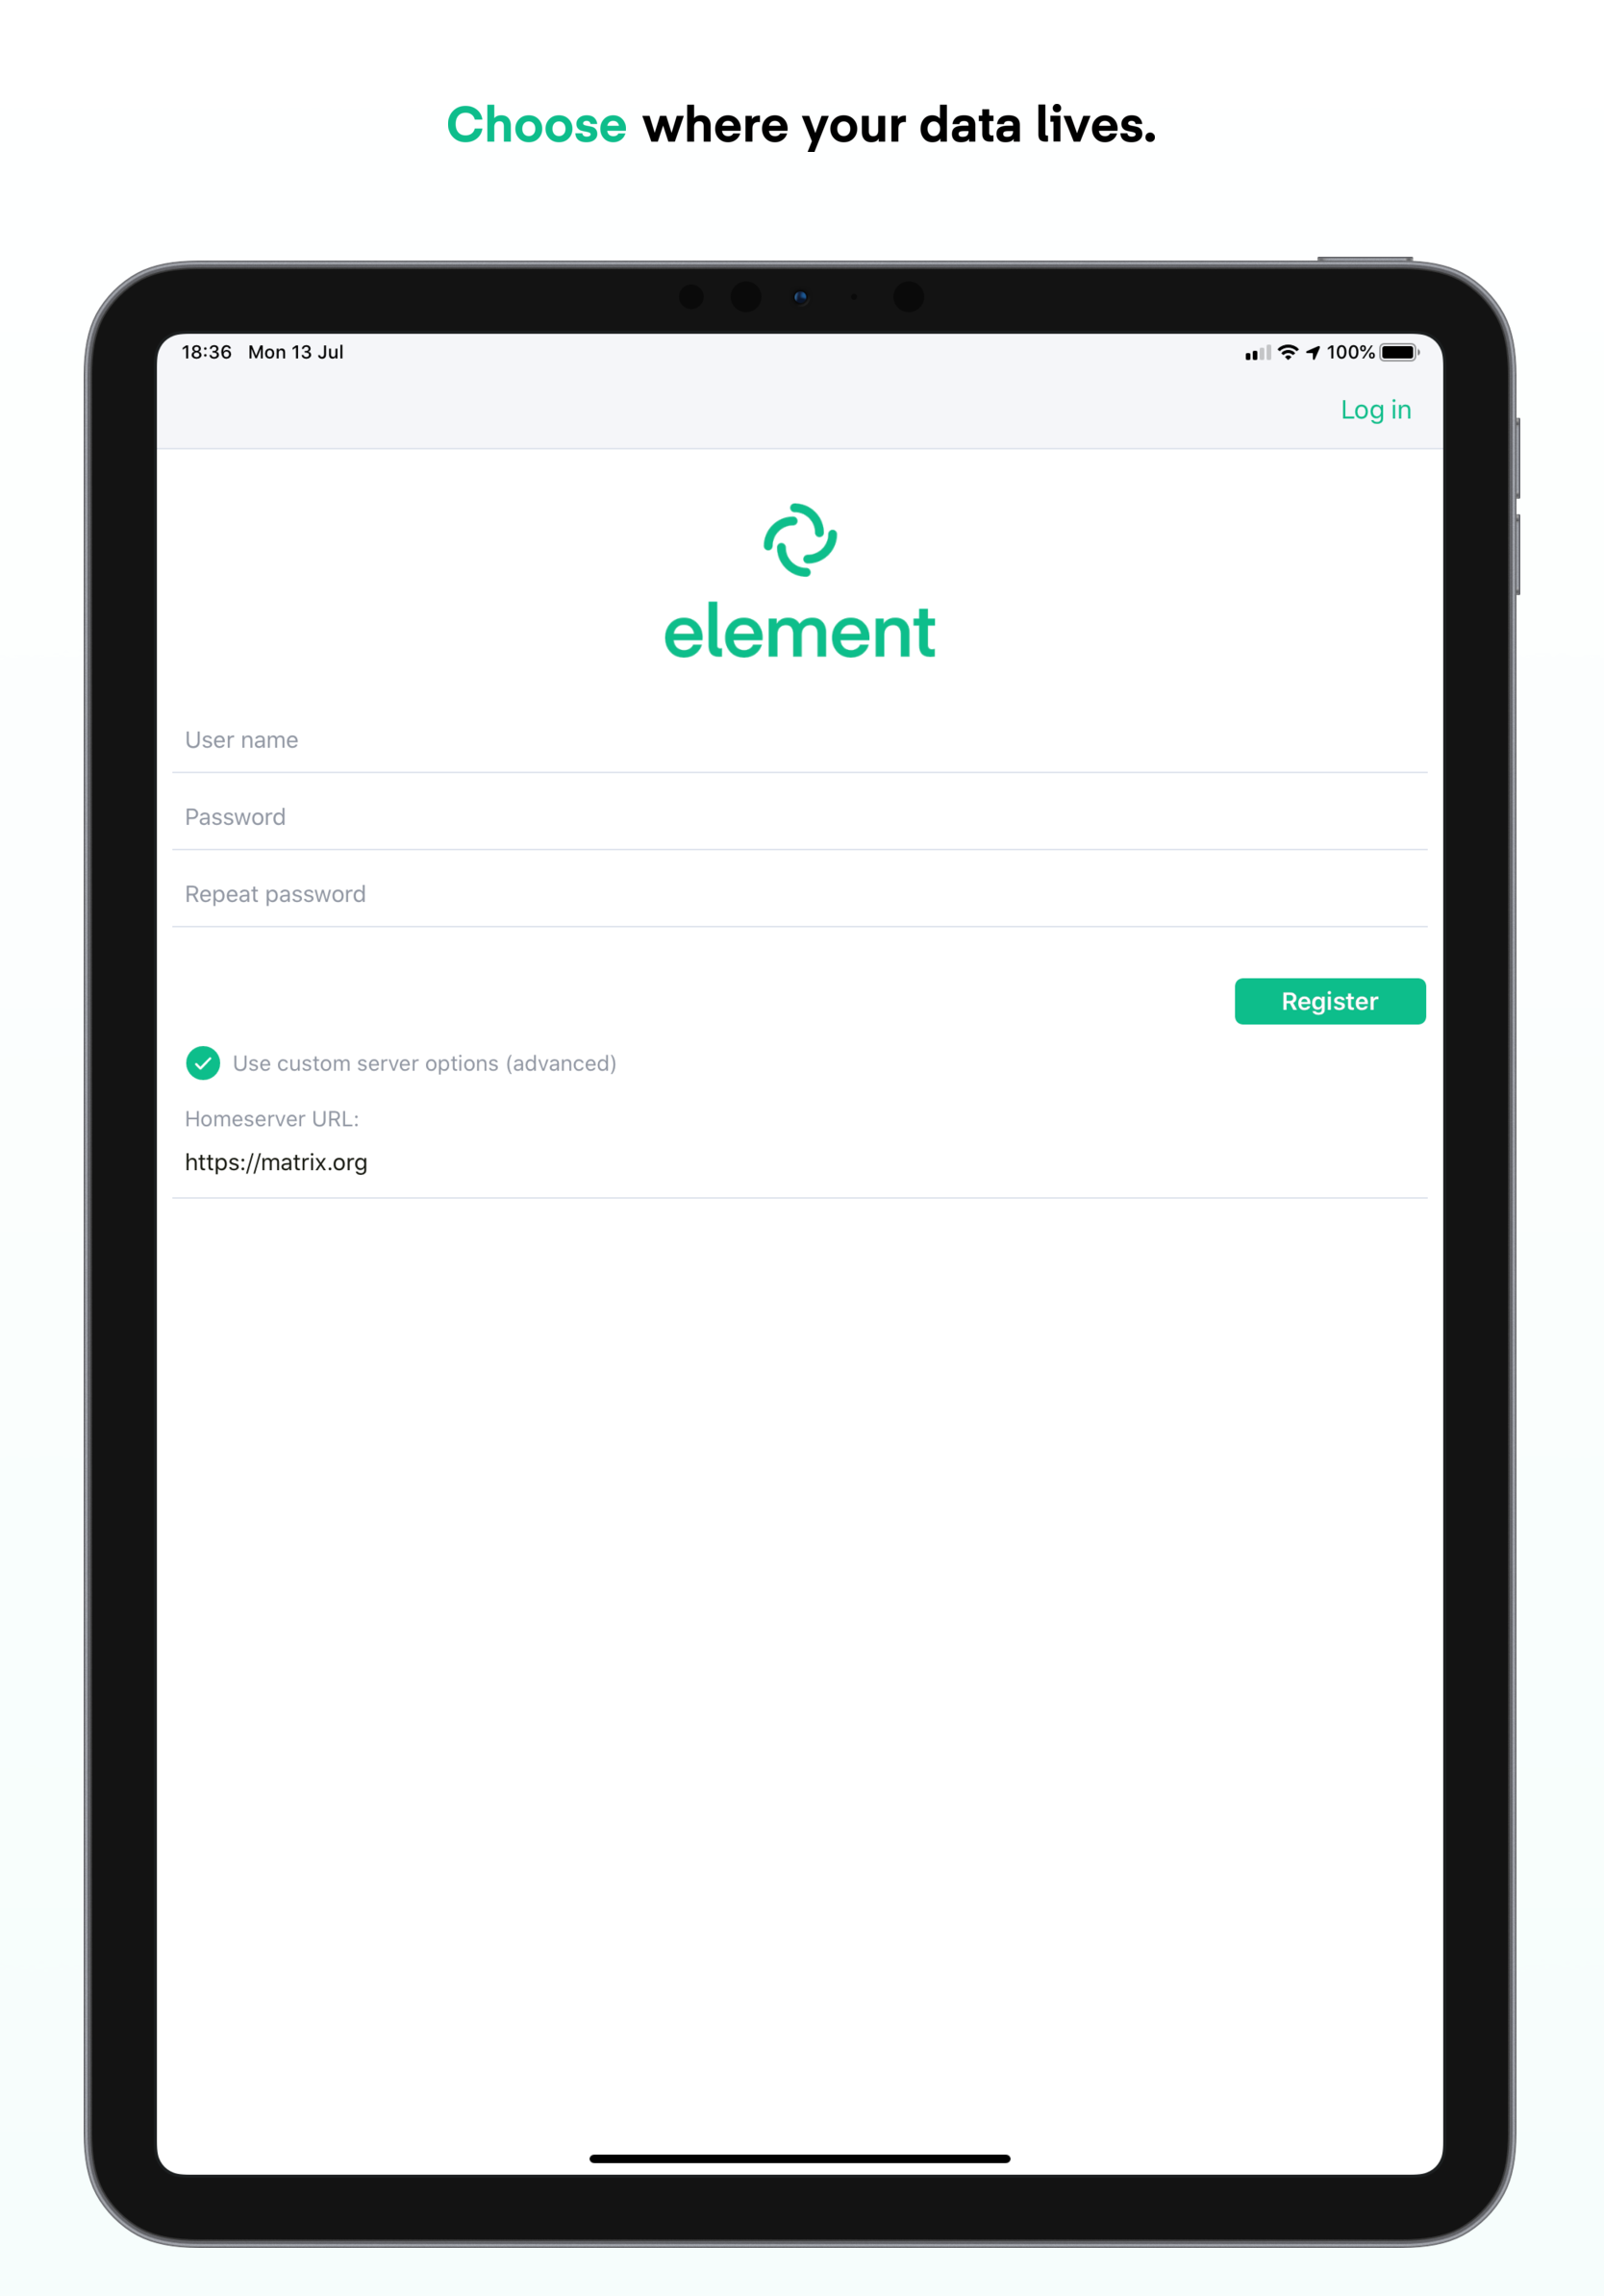 Choose where your data lives.
18:36 Mon 13 Jul 100%
Log in
element
User name
Password
Repeat password
Register
Use custom server options (advanced)
Homeserver URL:
https://matrix.org